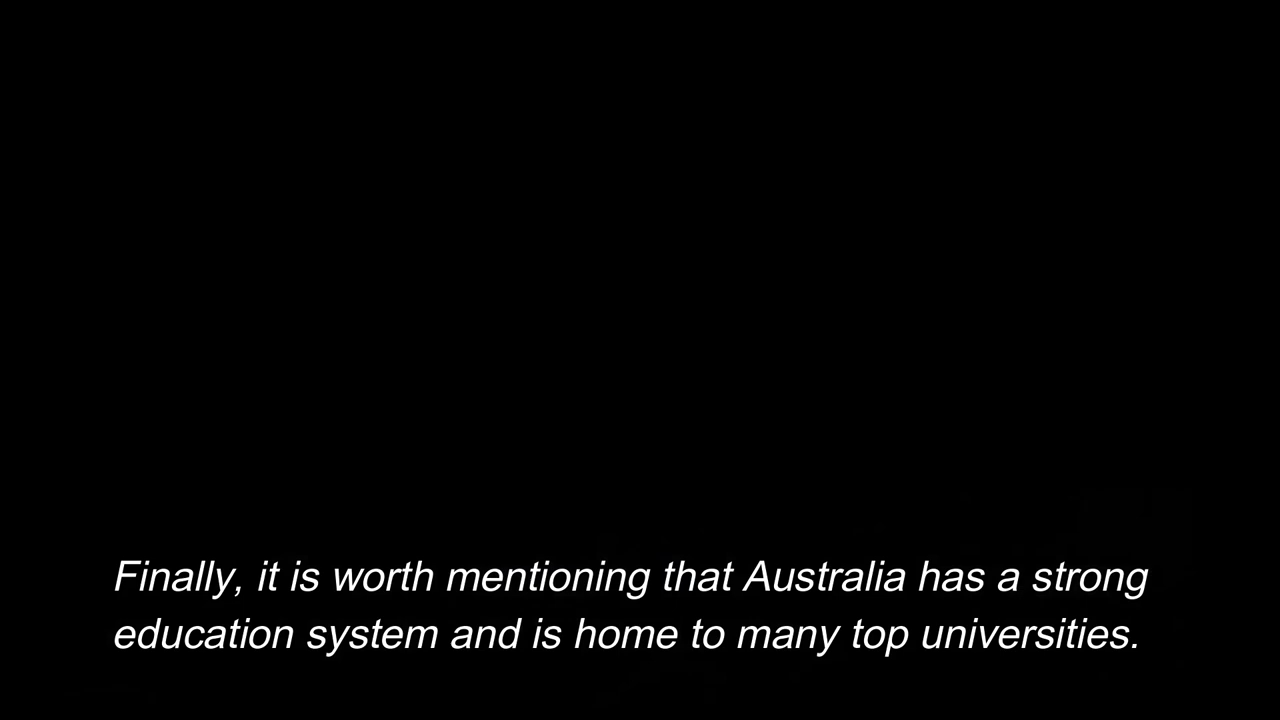 Finally, it is worth mentioning that Australia has a strong
education system and is home to many top universities.